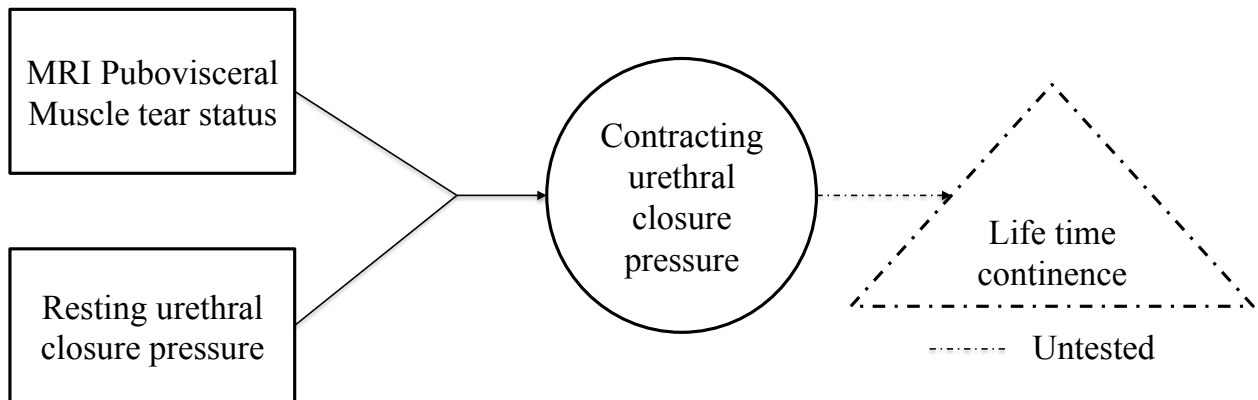 MRI Pubovisceral
Muscle tear status
Resting urethral
closure pressure
Contracting
urethral
closure
pressure
Life time
continence
Untested